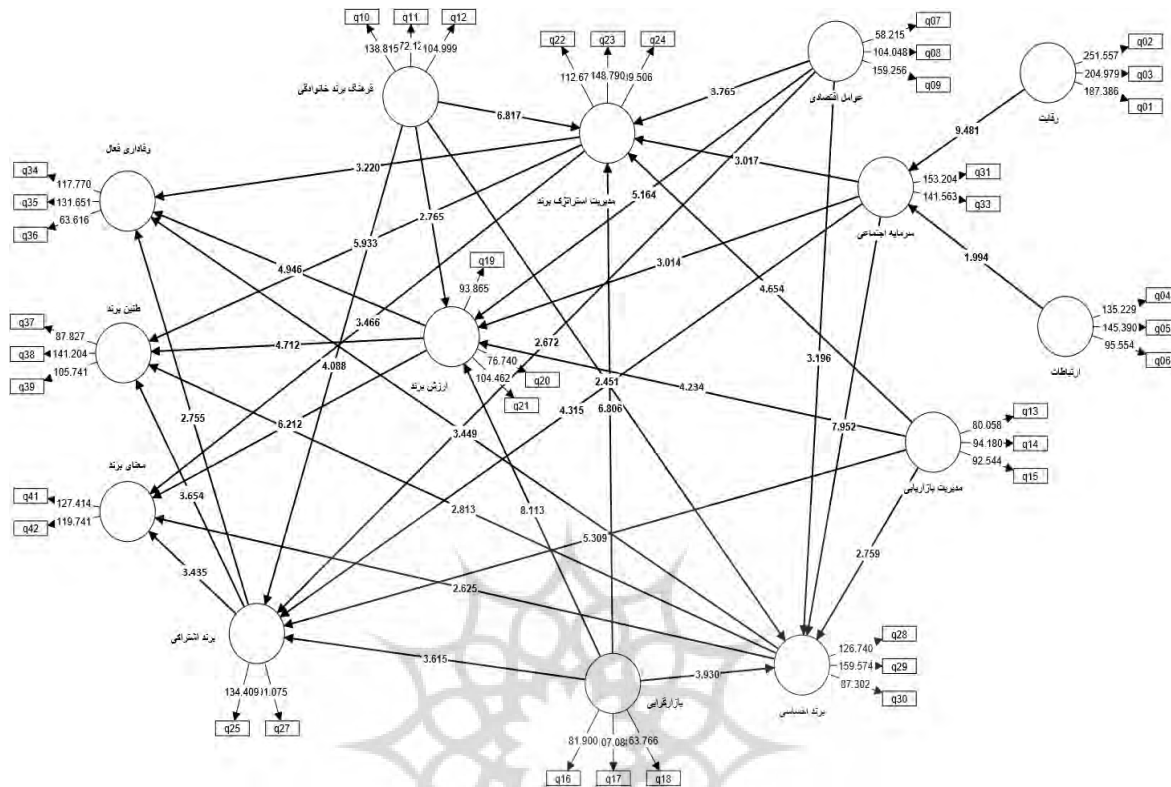 q10
q11
q12
138.815
104.999
فرهنگ برند خانوادگی
q22
q23
q24
112.67
148.790
مدیریت استراتژیک برند
q07
q08
q09
58.215
104.048
159.256
عوامل اقتصادی
q02
q03
q01
251.557
204.979
187.386
رقابت
q31
q33
153.204
141.563
سرمایه اجتماعی
q04
q05
q06
135.229
145.390
95.554
ارتباطات
q13
q14
q15
80.058
94.180
92.544
مدیریت بازاریابی
q28
q29
q30
126.740
159.574
87.302
برند احساسی
q16
q17
q18
81.900
63.766
بازارگرایی
q25
q27
134.409
برند اشتراکی
q41
q42
127.414
119.741
معنای برند
q37
q38
q39
87.827
141.204
105.741
طنین برند
q34
q35
q36
117.770
131.651
63.616
وفاداری فعال
q19
q20
q21
93.865
76.740
104.462
ارزش برند
6.817
3.765
9.481
3.220
3.017
5.164
2.765
5.933
4.946
3.014
1.994
4.654
3.466
2.672
4.712
3.196
4.088
2.451
4.234
2.755
4.315
6.806
6.212
3.449
7.952
3.654
2.813
8.113
5.309
2.759
3.435
2.625
3.615
3.930